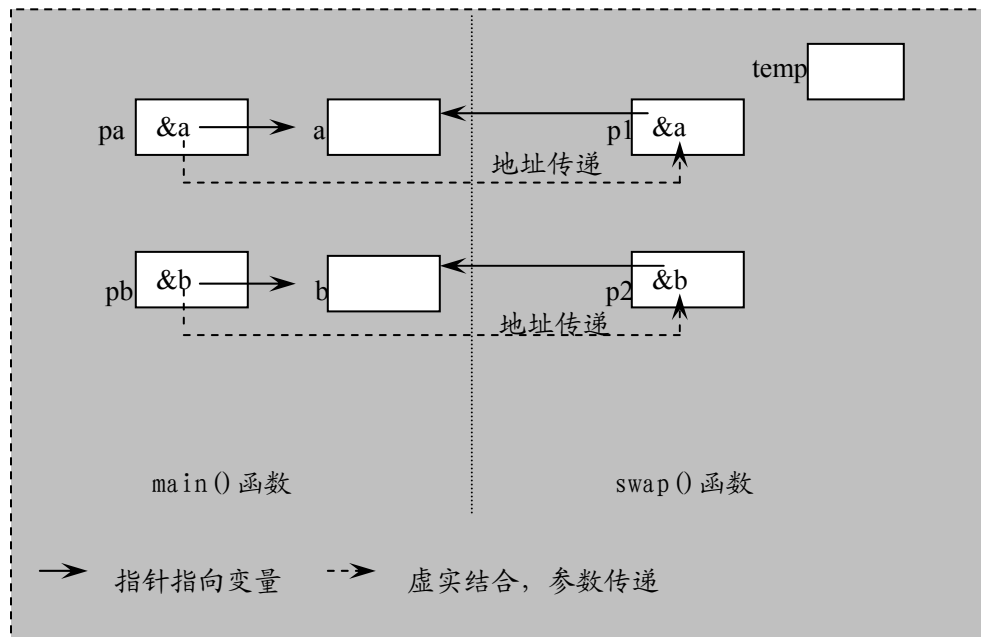 temp
pa &a a p1 &a
地址传递
pb &b b p2 &b
地址传递
main()函数 swap()函数
指针指向变量 虚实结合，参数传递